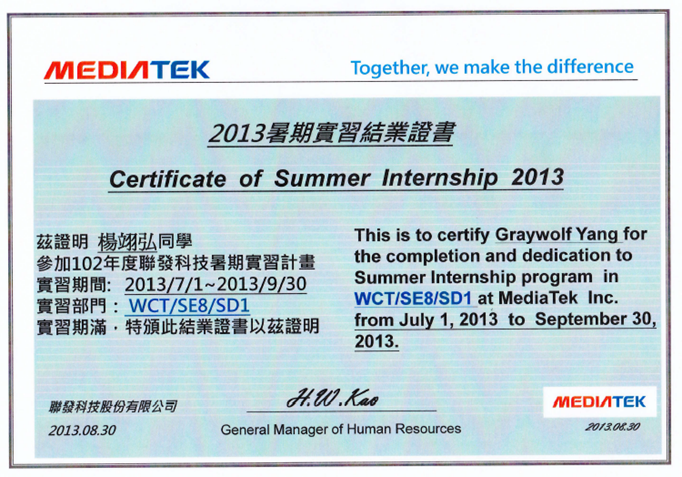 MEDIATEK
Together, we make the difference
2013暑期實習結業證書
Certificate of Summer Internship 2013
茲證明 楊翊弘同學
參加102年度聯發科技暑期實習計畫
實習期間: 2013/7/1~2013/9/30
實習部門： WCT/SE8/SD1
實習期滿，特頒此結業證書以茲證明
This is to certify Graywolf Yang for
the completion and dedication to
Summer Internship program in
WCT/SE8/SD1 at MediaTek Inc.
from July 1, 2013 to September 30,
2013.
聯發科技股份有限公司
2013.08.30
H.W.Kao
General Manager of Human Resources
MEDIATEK
2013.08.30